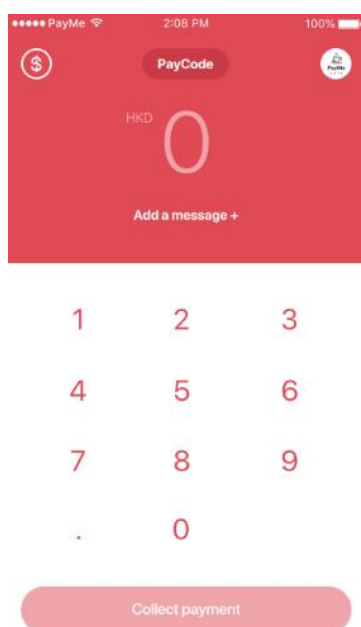 PayMe 2:08 PM 100%
$ PayCode PayMe
HKD 0
Add a message +
1 2 3
4 5 6
7 8 9
. 0
Collect payment